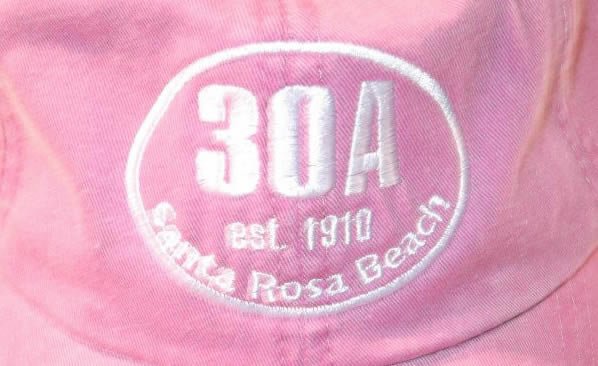 30A
est. 1910
Santa Rosa Beach